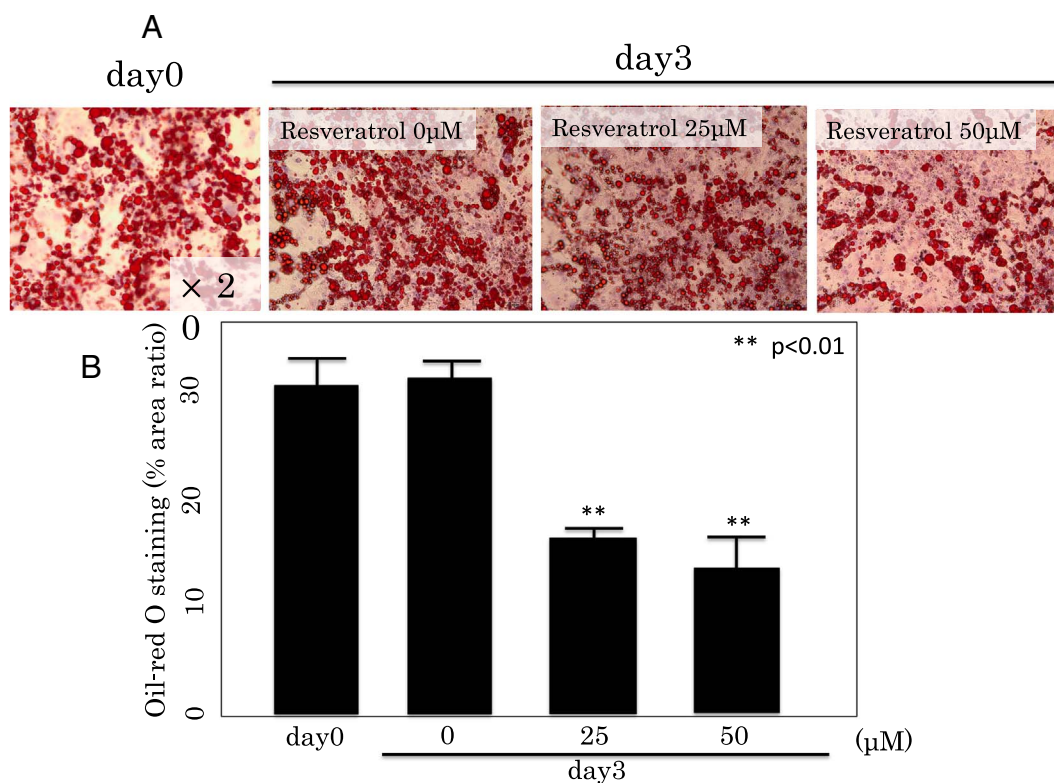 A
day0
day3
Resveratrol 0µM
Resveratrol 25µM
Resveratrol 50µM
× 2
B
Oil-red O staining (% area ratio)
0
30
20
10
0
** p<0.01
**
**
day0
0
25
50
(µM)
day3